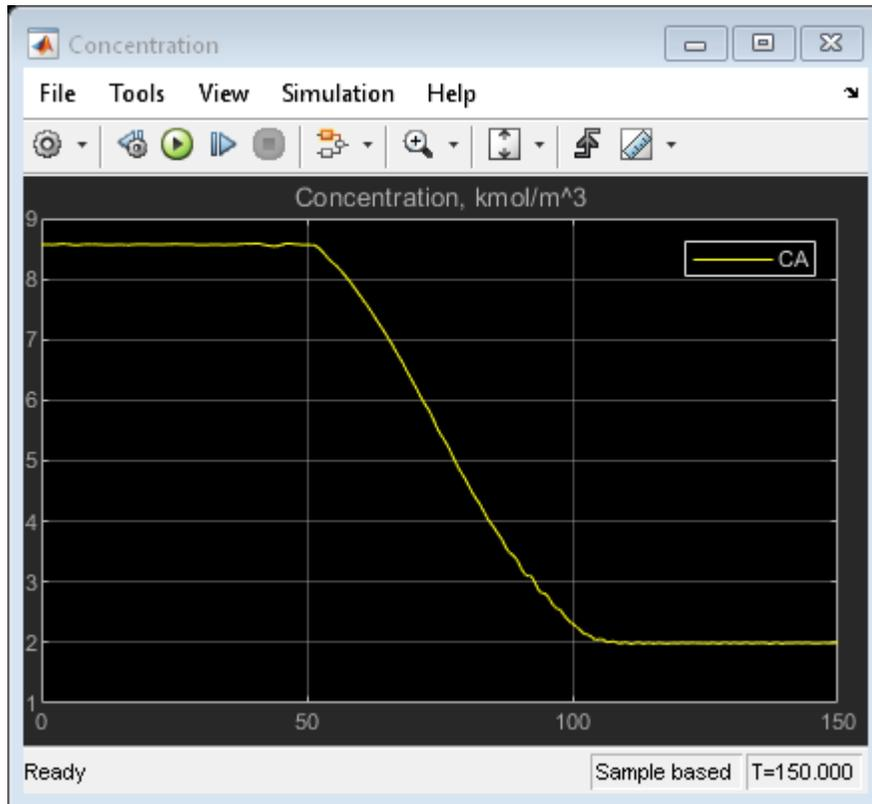 Concentration
File Tools View Simulation Help
Concentration, kmol/m^3
CA
9
8
7
6
5
4
3
2
1
0 50 100 150
Ready Sample based T=150.000